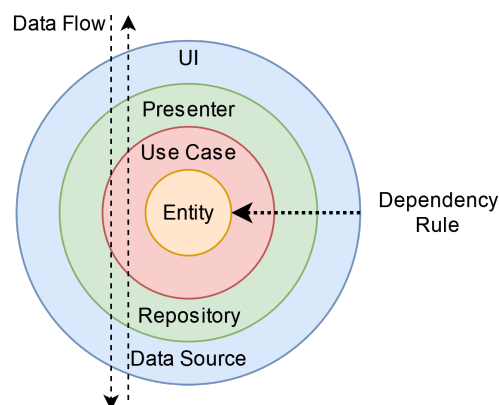 Data Flow
UI
Presenter
Use Case
Entity
Dependency
Rule
Repository
Data Source